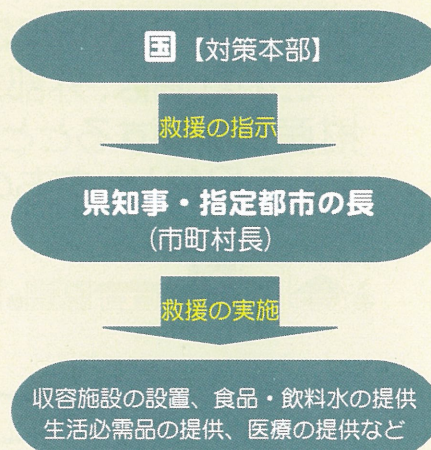 国【対策本部】
救援の指示
県知事・指定都市の長
(市町村長)
救援の実施
収容施設の設置、食品・飲料水の提供
生活必需品の提供、医療の提供など